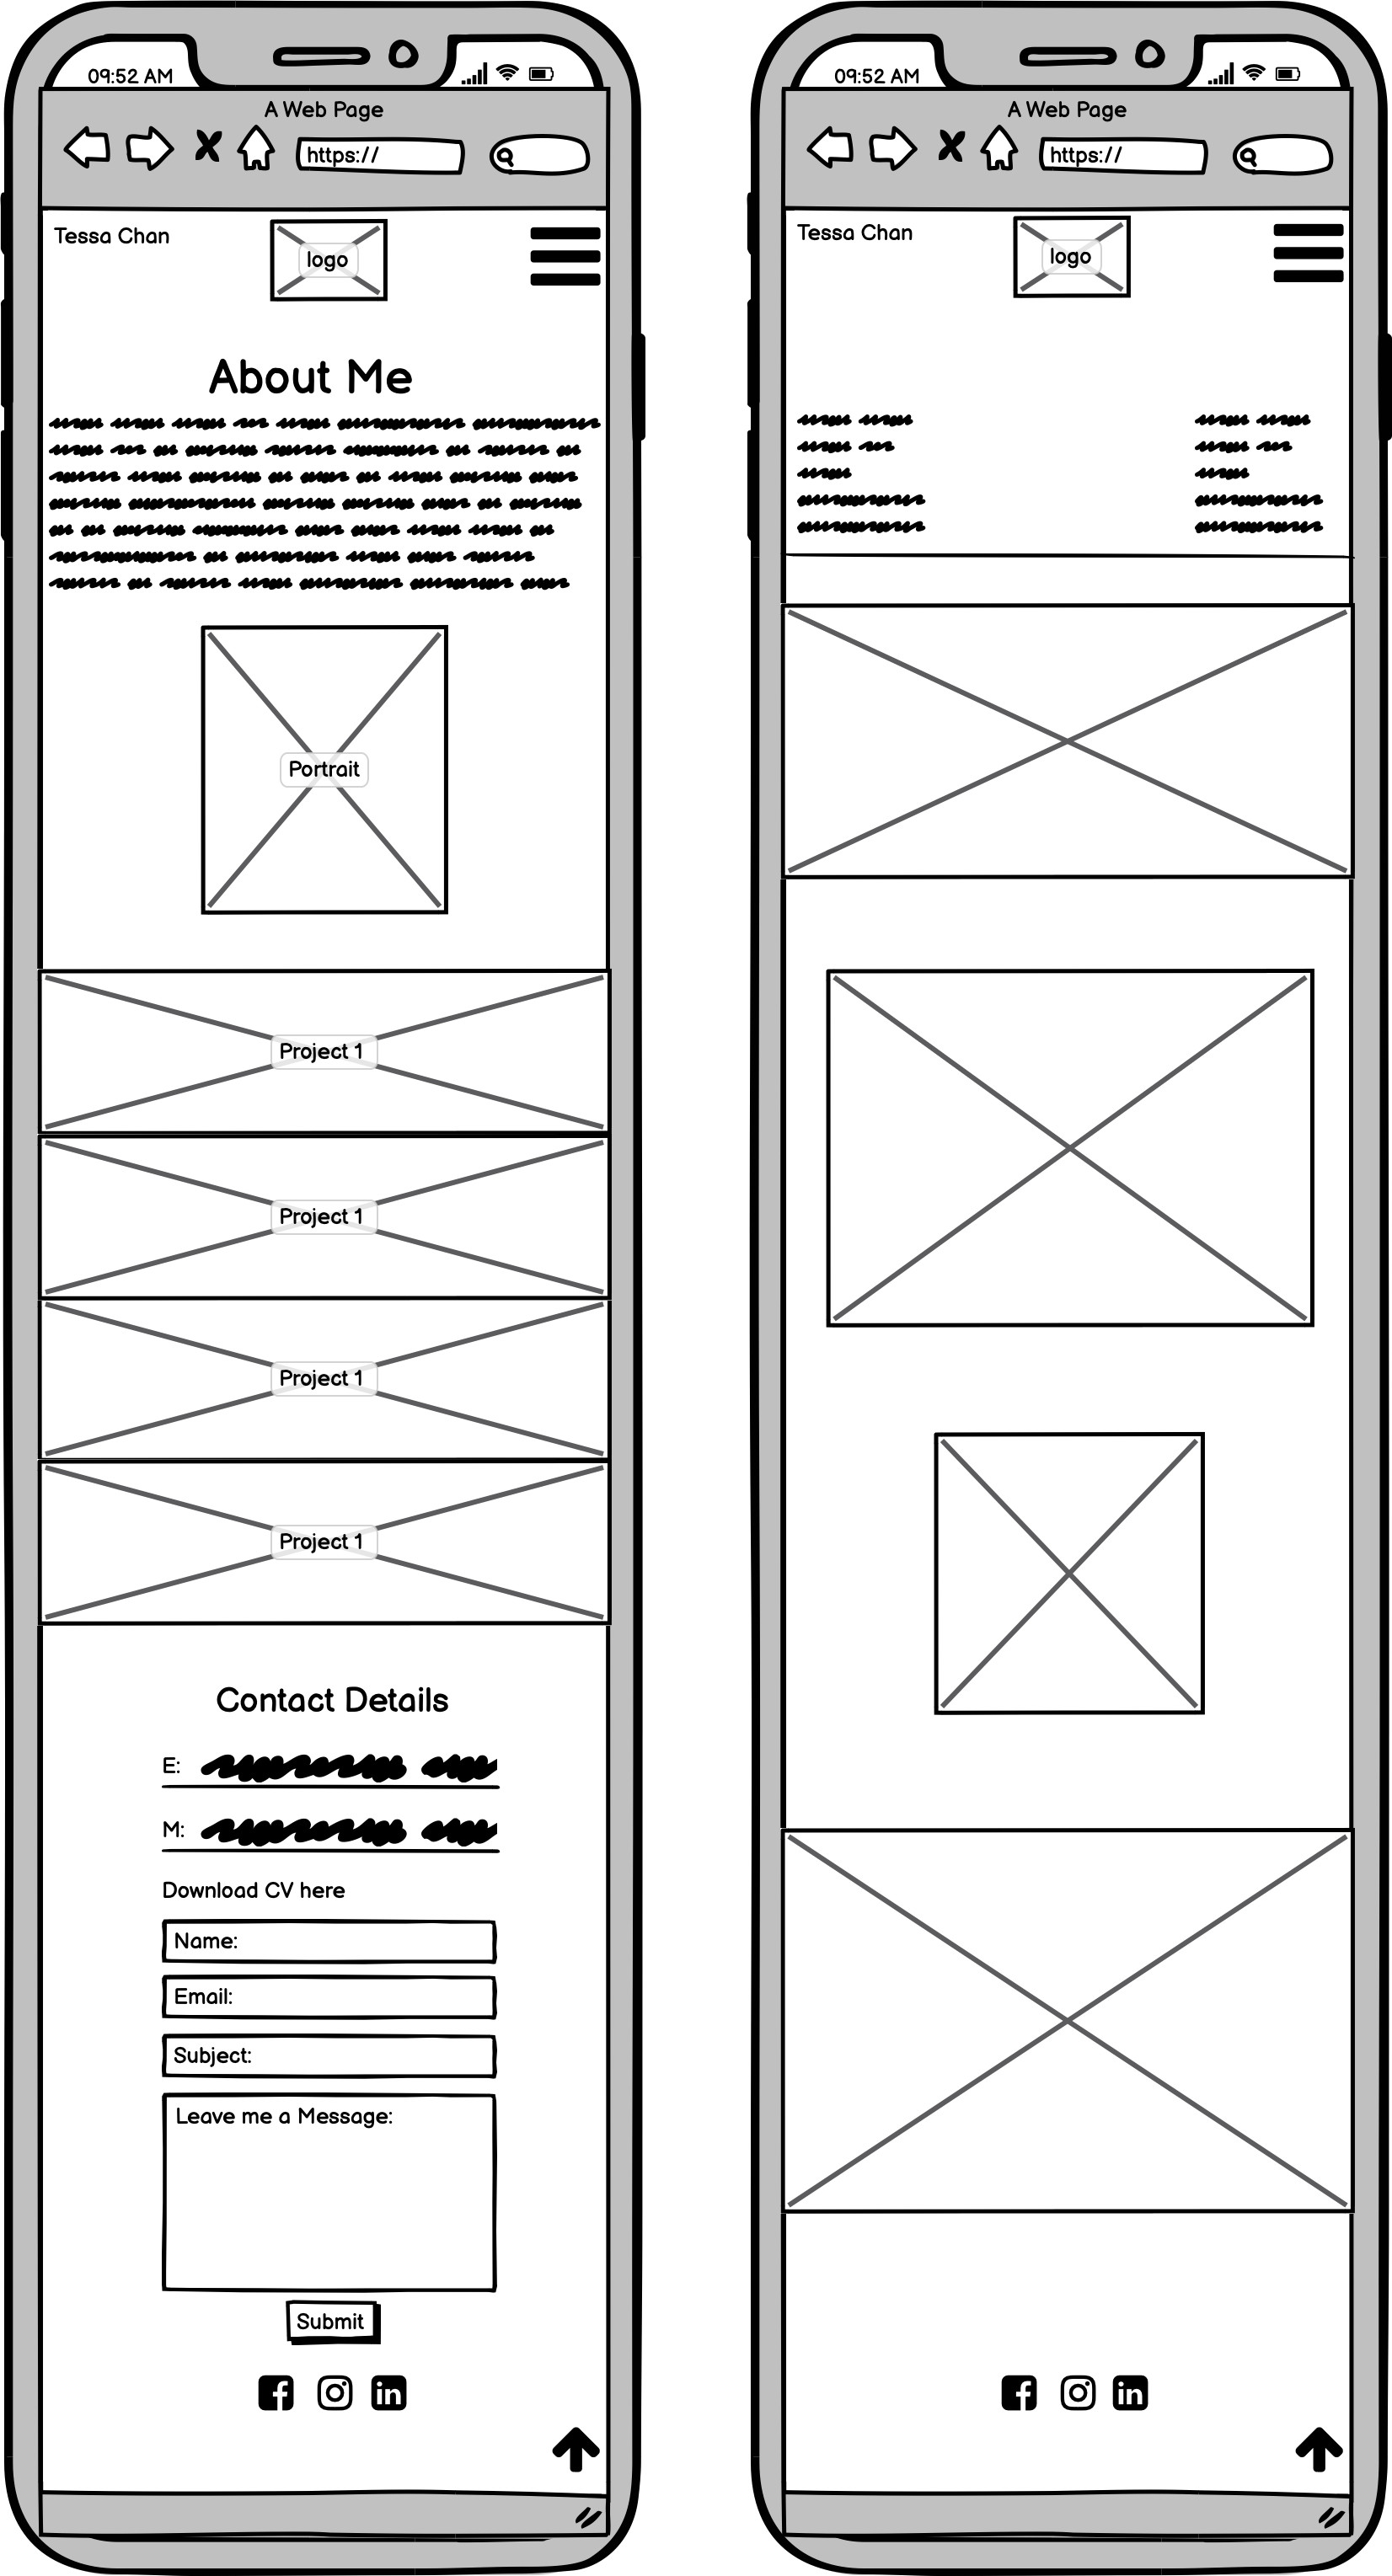 09:52 AM
A Web Page
https://
Tessa Chan
logo
About Me
Portrait
Project 1
Project 1
Project 1
Project 1
Contact Details
E:
M:
Download CV here
Name:
Email:
Subject:
Leave me a Message:
Submit
09:52 AM
A Web Page
https://
Tessa Chan
logo